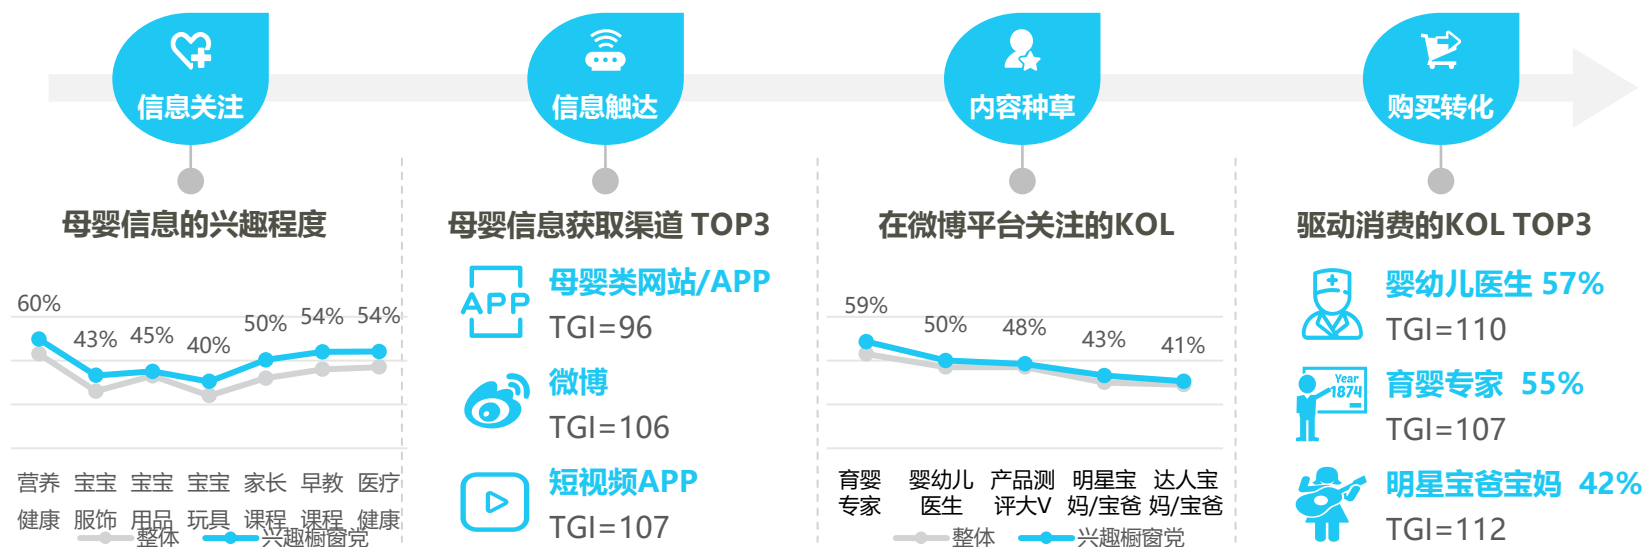 信息关注
信息触达
内容种草
购买转化
母婴信息的兴趣程度
60%
43%
45%
40%
50%
54%
54%
营养健康
宝宝服饰
宝宝用品
宝宝玩具
家长课程
早教课程
医疗健康
整体
兴趣橱窗党
母婴信息获取渠道 TOP3
APP
母婴类网站/APP
TGI=96
微博
TGI=106
短视频APP
TGI=107
在微博平台关注的KOL
59%
50%
48%
43%
41%
育婴专家
婴幼儿医生
产品测评大V
明星宝妈/宝爸
达人宝妈/宝爸
整体
兴趣橱窗党
驱动消费的KOL TOP3
婴幼儿医生 57%
TGI=110
Year
1874
育婴专家 55%
TGI=107
明星宝爸宝妈 42%
TGI=112